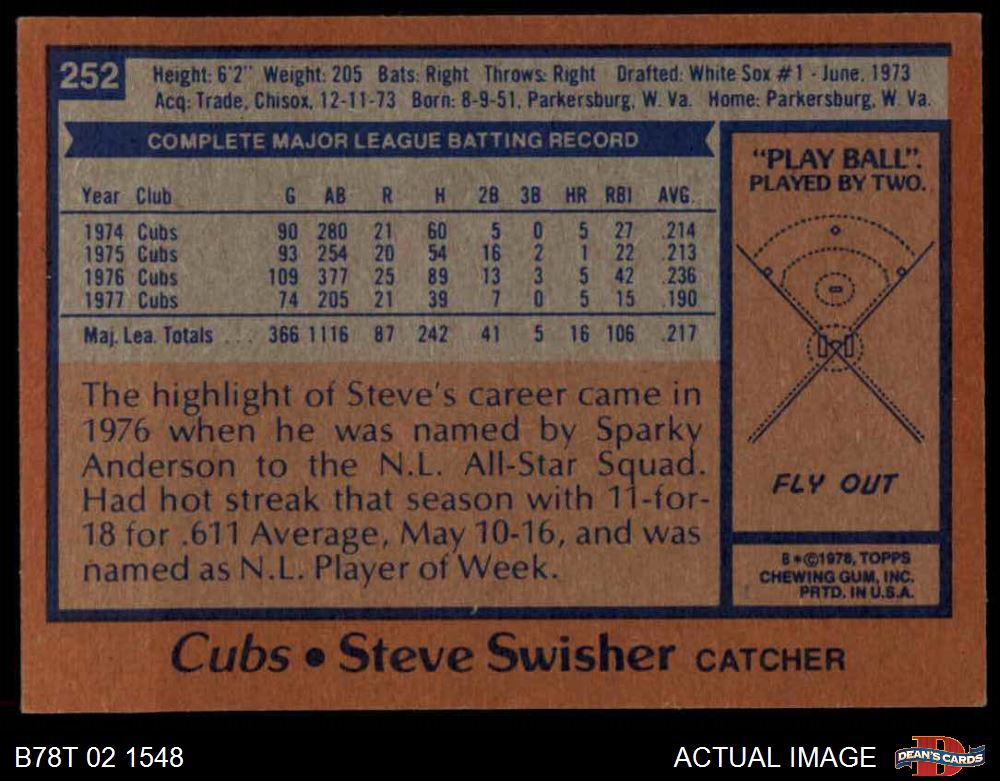 252
Height: 6'2" Weight: 205 Bats: Right Throws: Right Drafted: White Sox #1 - June, 1973
Acq: Trade, Chisox, 12-11-73 Born: 8-9-51, Parkersburg, W. Va. Home: Parkersburg, W. Va.
COMPLETE MAJOR LEAGUE BATTING RECORD
Year Club G AB R H 2B 3B HR RBI AVG.
1974 Cubs 90 280 21 60 5 0 5 27 .214
1975 Cubs 93 254 20 54 16 2 1 22 .213
1976 Cubs 109 377 25 89 13 3 5 42 .236
1977 Cubs 74 205 21 39 7 0 5 15 .190
Maj. Lea. Totals ... 366 1116 87 242 41 5 16 106 .217
The highlight of Steve's career came in
1976 when he was named by Sparky
Anderson to the N.L. All-Star Squad.
Had hot streak that season with 11-for-
18 for .611 Average, May 10-16, and was
named as N.L. Player of Week.
"PLAY BALL".
PLAYED BY TWO.
FLY OUT
B*©1978, TOPPS
CHEWING GUM, INC.
PRTD. IN U.S.A.
Cubs • Steve Swisher CATCHER
B78T 02 1548
ACTUAL IMAGE
D
DEAN'S CARDS